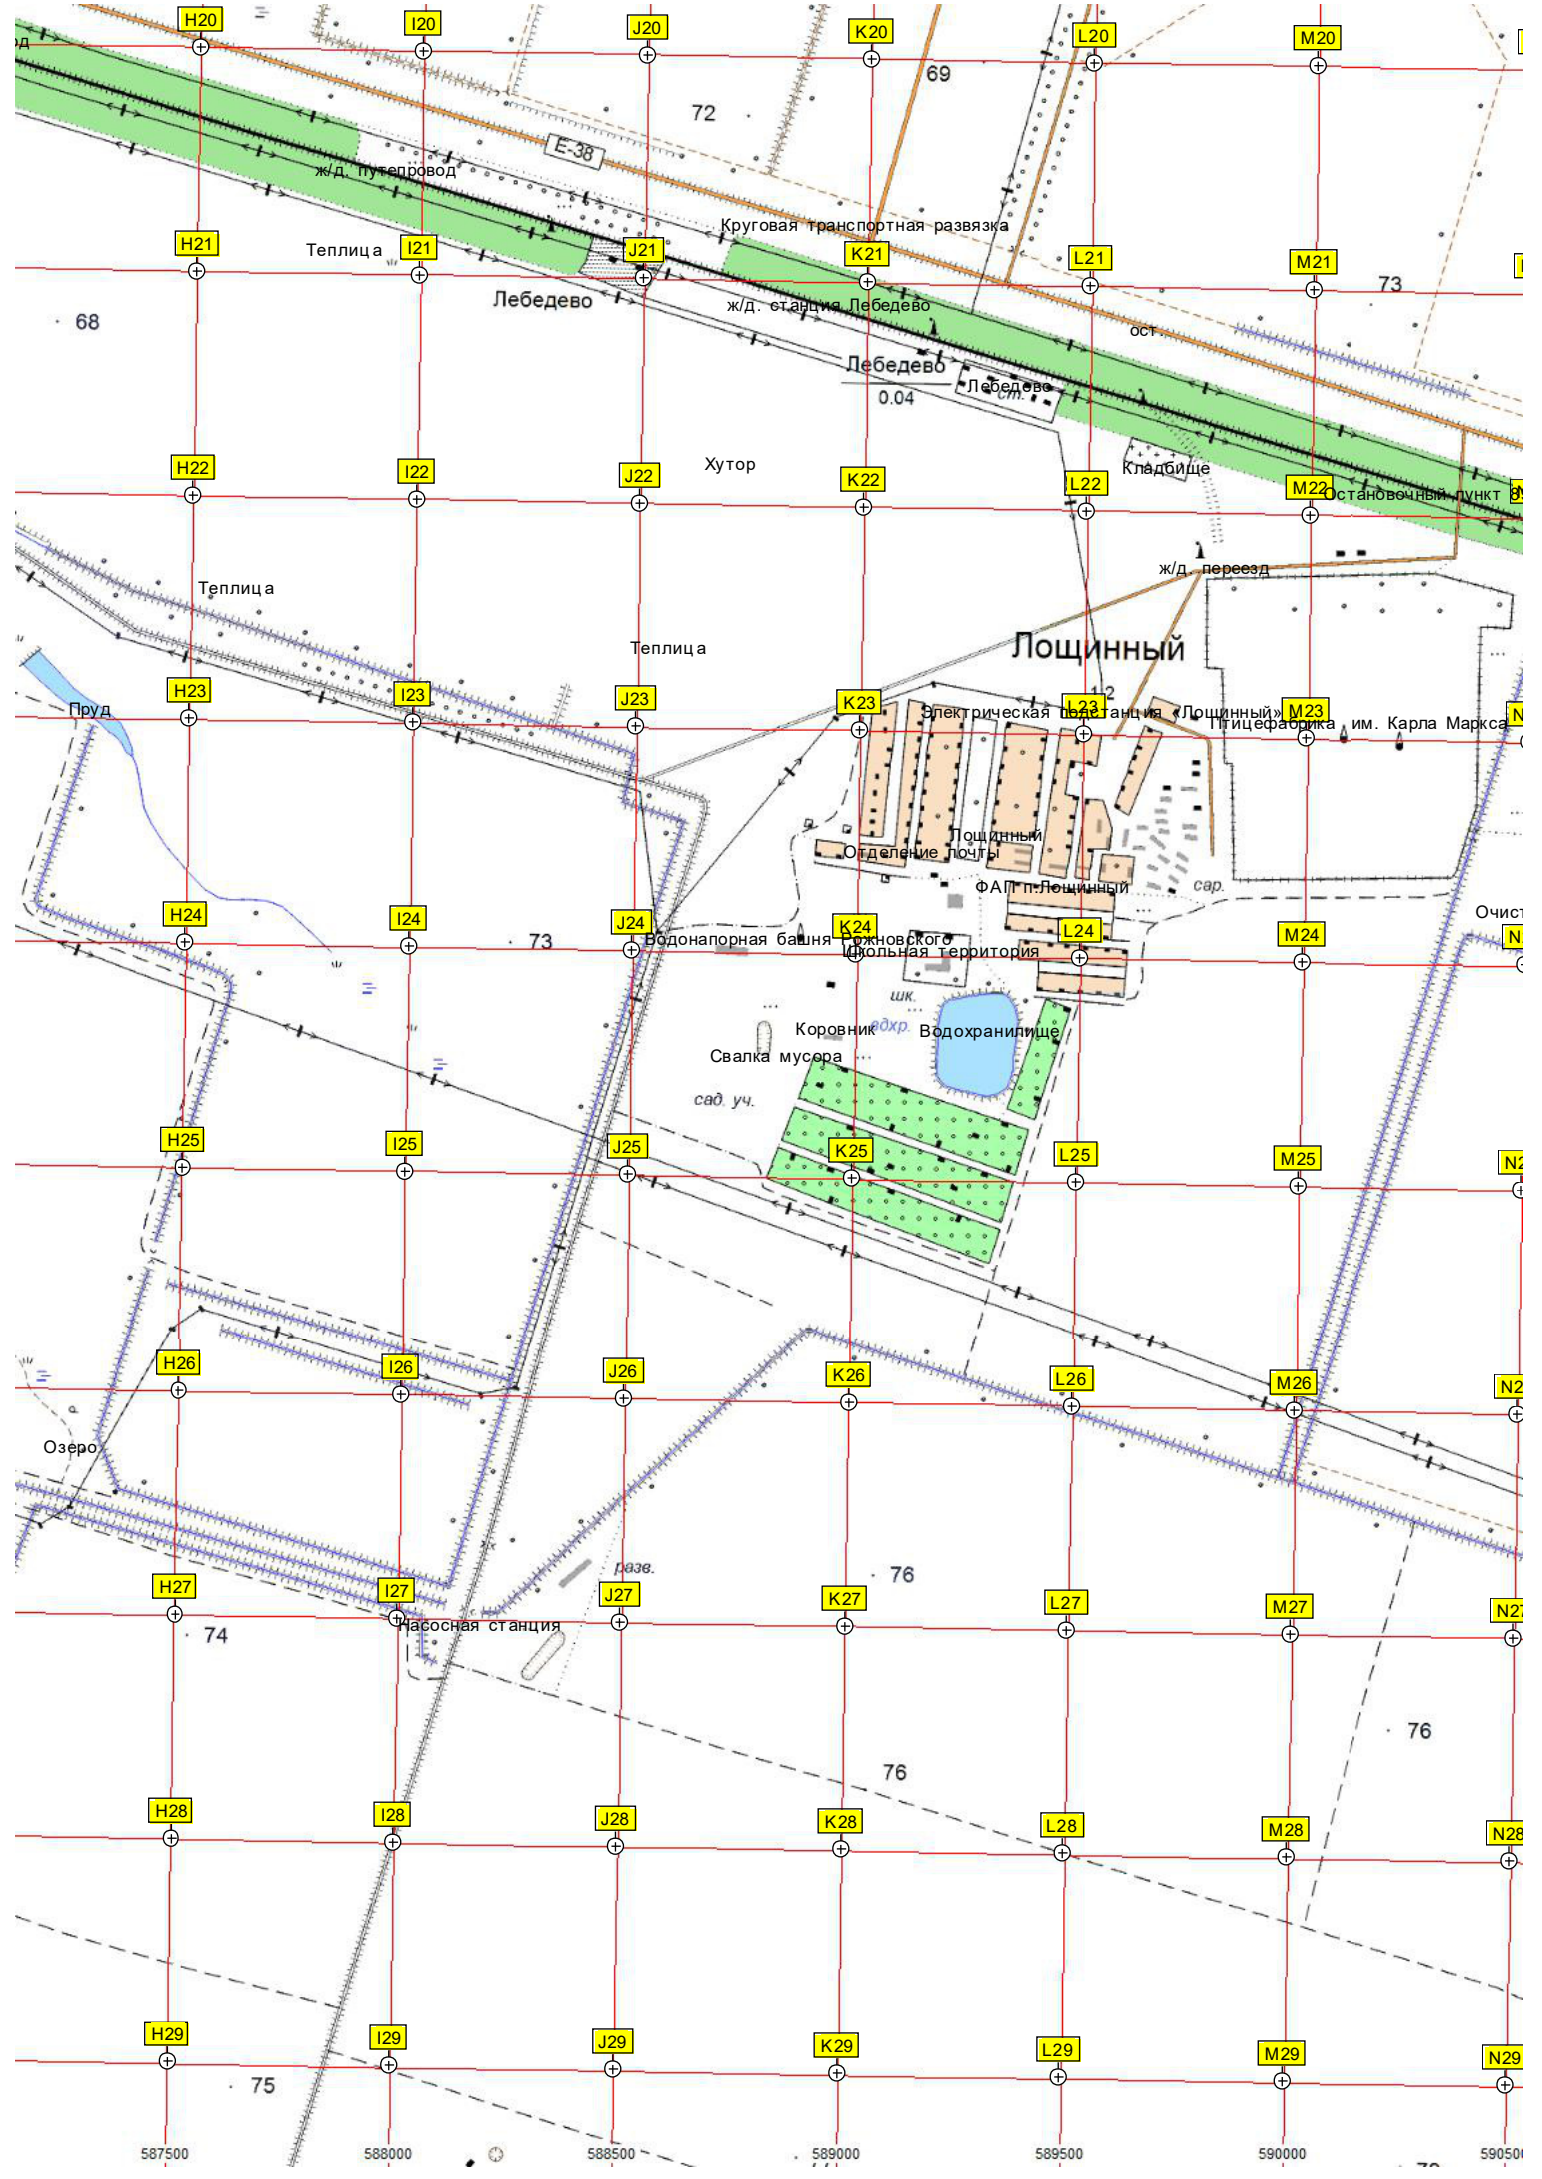 H20
I20
J20
K20
L20
M20
69
72
E-38
ж/д. путепровод
Круговая транспортная развязка
H21
Теплица
I21
J21
K21
L21
M21
73
Лебедево
ж/д. станция Лебедево
68
ост.
Лебедево
0.04
Лебедево
ст.
H22
I22
J22
Хутор
K22
L22
Кладбище
M22
Остановочный пункт
Теплица
ж/д. переезд
Теплица
Лощинный
H23
Пруд
I23
J23
K23
L23
Электрическая подстанция «Лощинный»
M23
Птицефабрика им. Карла Маркса
Лощинный
Отделение почты
ФАП п.Лощинный
сар.
H24
I24
73
J24
K24
L24
M24
Водонапорная башня Рожновского
Школьная территория
шк.
вдхр.
Коровник
Водохранилище
Свалка мусора
сад. уч.
H25
I25
J25
K25
L25
M25
H26
I26
J26
K26
L26
M26
Озеро
разв.
76
H27
I27
J27
K27
L27
M27
N27
Насосная станция
74
76
76
H28
I28
J28
K28
L28
M28
N28
H29
I29
J29
K29
L29
M29
N29
75
587500
588000
588500
589000
589500
590000